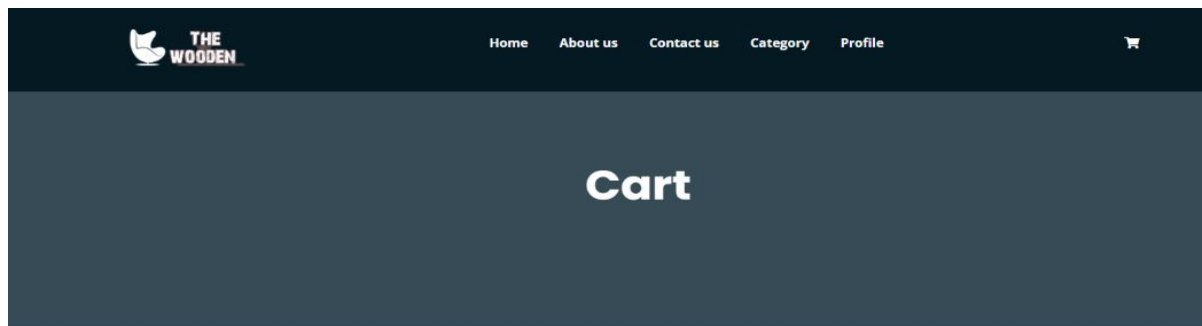 THE
WOODEN
Home About us Contact us Category Profile
Cart